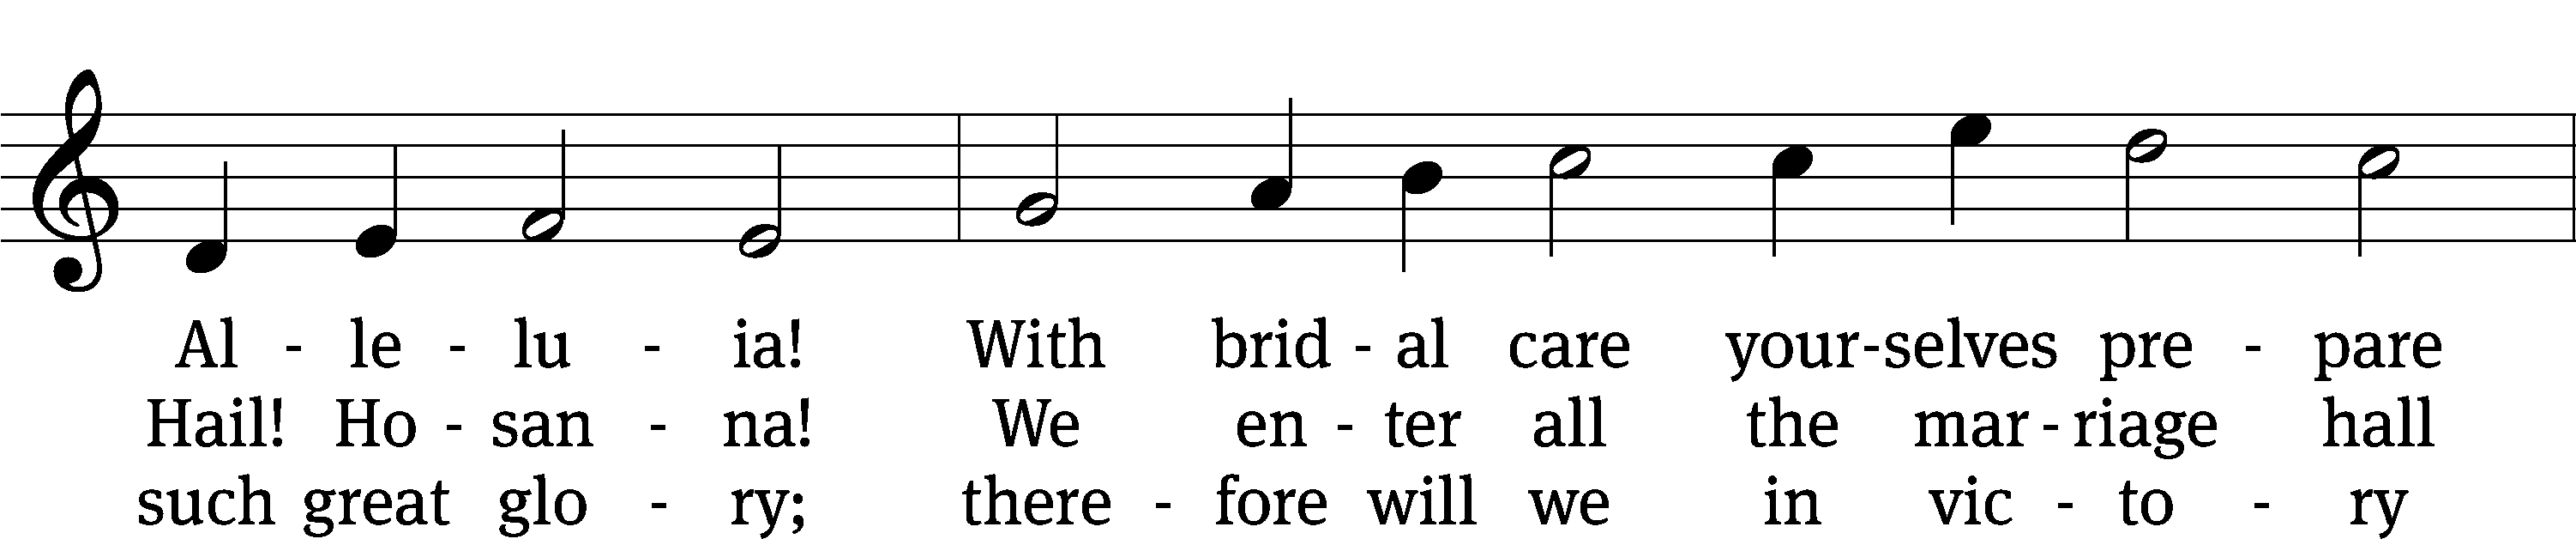 Al - le - lu - ia! With brid - al care your-selves pre - pare
Hail! Ho - san - na! We en - ter all the mar - riage hall
such great glo - ry; there - fore will we in vic - to - ry